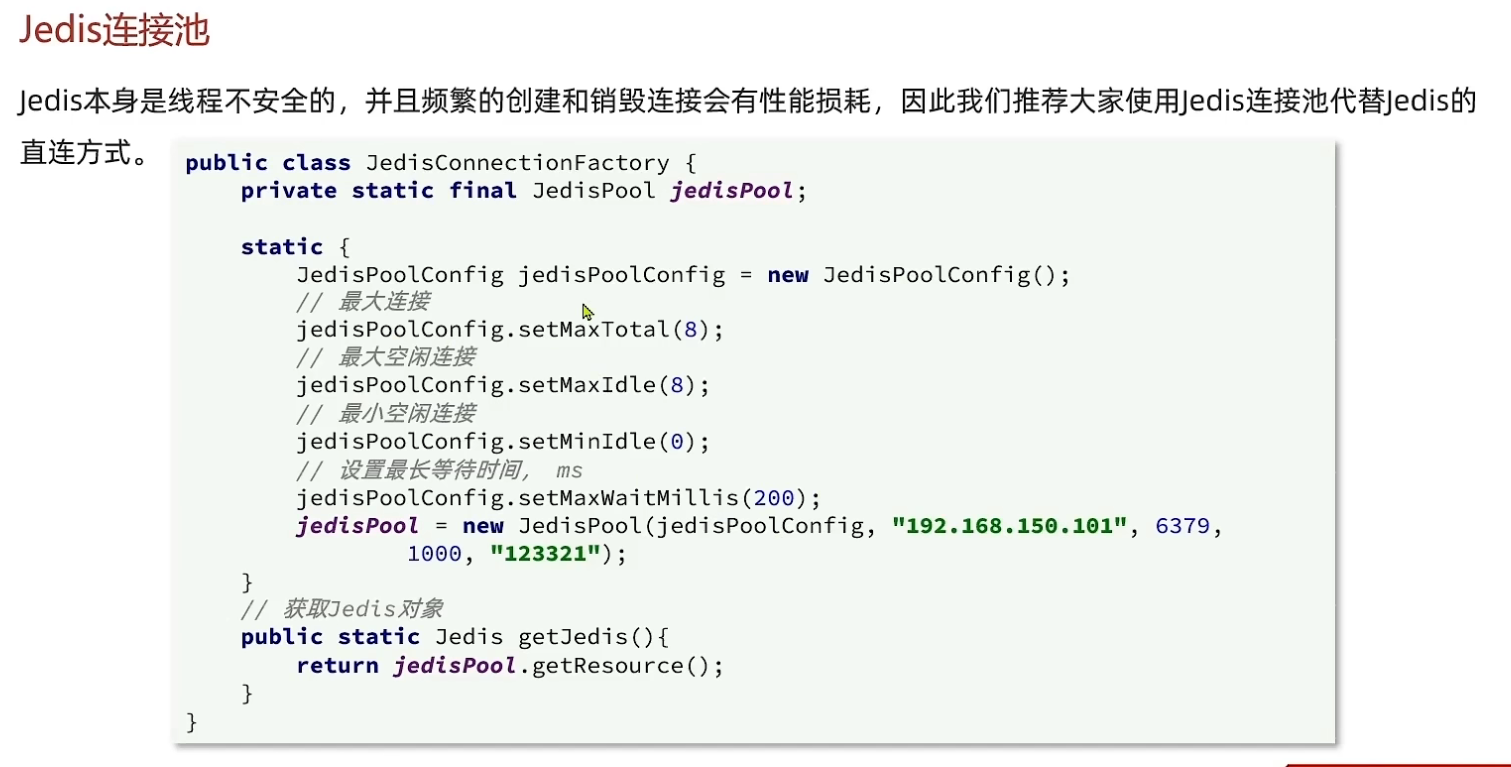 Jedis连接池
Jedis本身是线程不安全的，并且频繁的创建和销毁连接会有性能损耗，因此我们推荐大家使用Jedis连接池代替Jedis的
直连方式。
public class JedisConnectionFactory {
    private static final JedisPool jedisPool;
    static {
        JedisPoolConfig jedisPoolConfig = new JedisPoolConfig();
        // 最大连接
        jedisPoolConfig.setMaxTotal(8);
        // 最大空闲连接
        jedisPoolConfig.setMaxIdle(8);
        // 最小空闲连接
        jedisPoolConfig.setMinIdle(0);
        // 设置最长等待时间， ms
        jedisPoolConfig.setMaxWaitMillis(200);
        jedisPool = new JedisPool(jedisPoolConfig, "192.168.150.101", 6379,
                1000, "123321");
    }
    // 获取Jedis对象
    public static Jedis getJedis(){
        return jedisPool.getResource();
    }
}